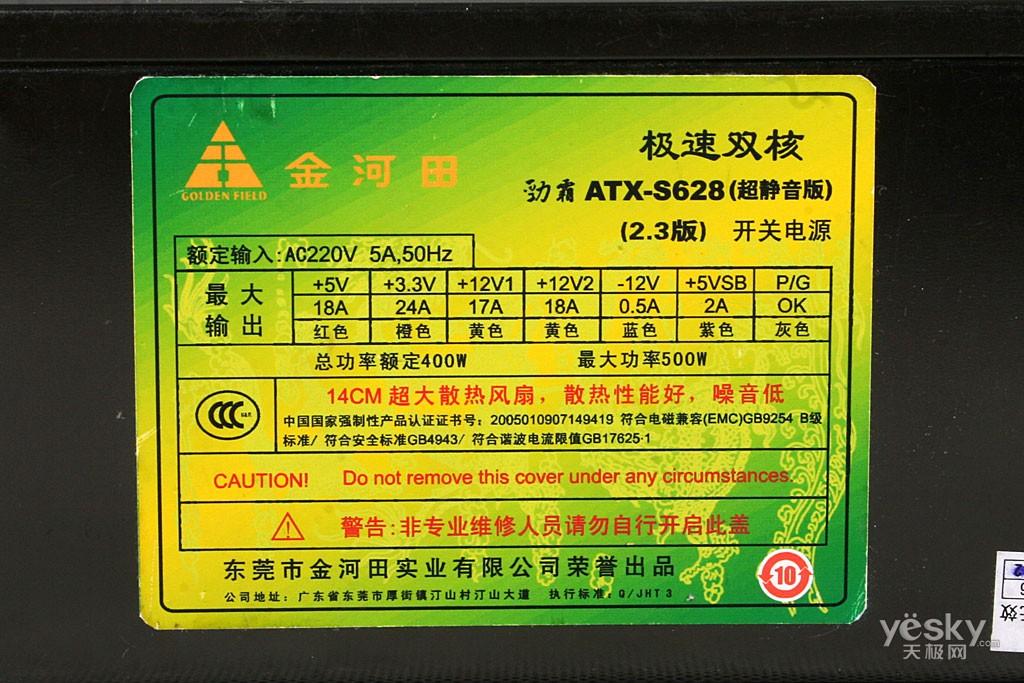 极速双核
金河田
GOLDEN FIELD
劲霸 ATX-S628(超静音版)
(2.3版) 开关电源
额定输入:AC220V 5A,50Hz
最大输出 +5V +3.3V +12V1 +12V2 -12V +5VSB P/G
18A 24A 17A 18A 0.5A 2A OK
红色 橙色 黄色 黄色 蓝色 紫色 灰色
总功率额定400W 最大功率500W
14CM 超大散热风扇，散热性能好，噪音低
中国国家强制性产品认证证书号：2005010907149419 符合电磁兼容(EMC)GB9254 B级
标准/ 符合安全标准GB4943/ 符合谐波电流限值GB17625-1
CAUTION! Do not remove this cover under any circumstances.
警告:非专业维修人员请勿自行开启此盖
东莞市金河田实业有限公司荣誉出品
10
公司地址：广东省东莞市厚街镇汀山村汀山大道 执行标准：Q/JHT 3
yësky.com
天极网